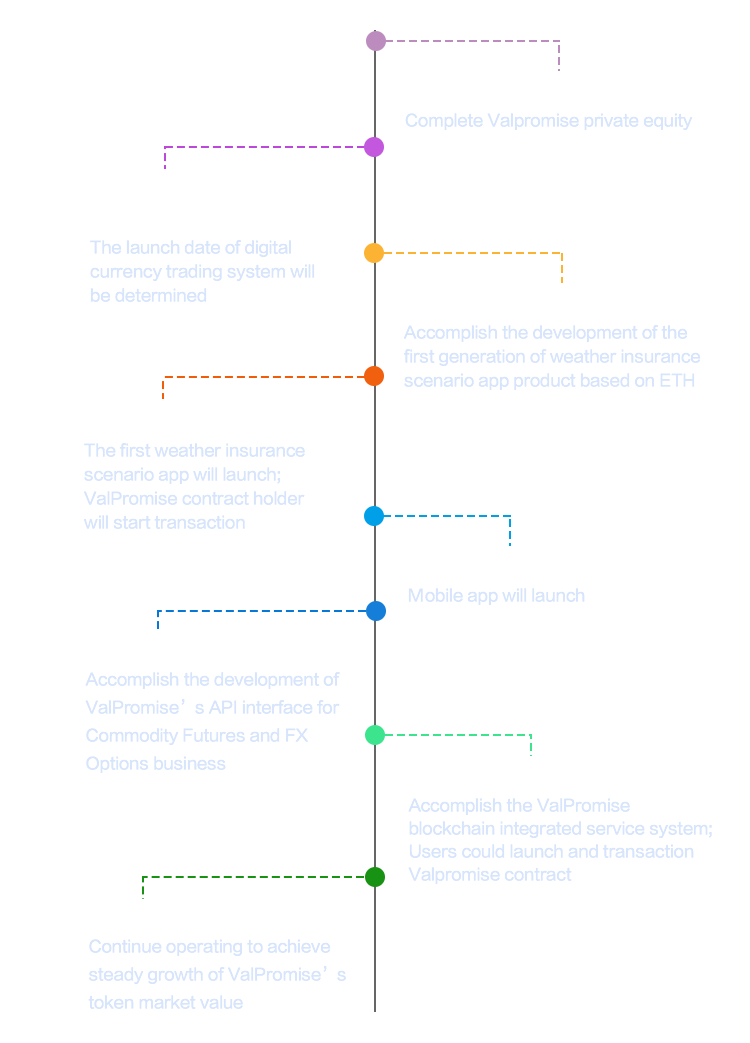 Complete Valpromise private equity
The launch date of digital
currency trading system will
be determined
Accomplish the development of the
first generation of weather insurance
scenario app product based on ETH
The first weather insurance
scenario app will launch;
ValPromise contract holder
will start transaction
Mobile app will launch
Accomplish the development of
ValPromise’s API interface for
Commodity Futures and FX
Options business
Accomplish the ValPromise
blockchain integrated service system;
Users could launch and transaction
Valpromise contract
Continue operating to achieve
steady growth of ValPromise’s
token market value